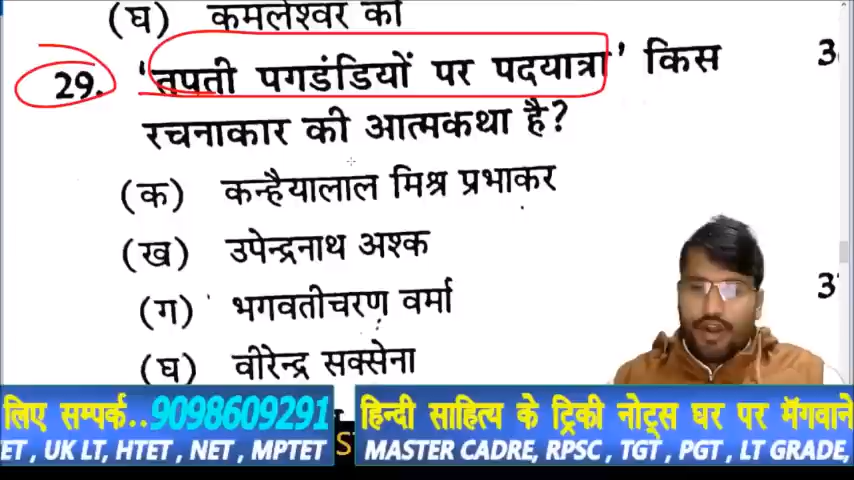 (घ) कमलेश्वर की
29. 'तपती पगडंडियों पर पदयात्रा' किस
रचनाकार की आत्मकथा है?
(क) कन्हैयालाल मिश्र प्रभाकर
(ख) उपेन्द्रनाथ अश्क
(ग) भगवतीचरण वर्मा
(घ) वीरेन्द्र सक्सेना
3
3
लिए सम्पर्क..9098609291
हिन्दी साहित्य के ट्रिकी नोट्स घर पर मॅगवाने
ET , UK LT, HTET , NET , MPTET
MASTER CADRE, RPSC , TGT , PGT , LT GRADE,